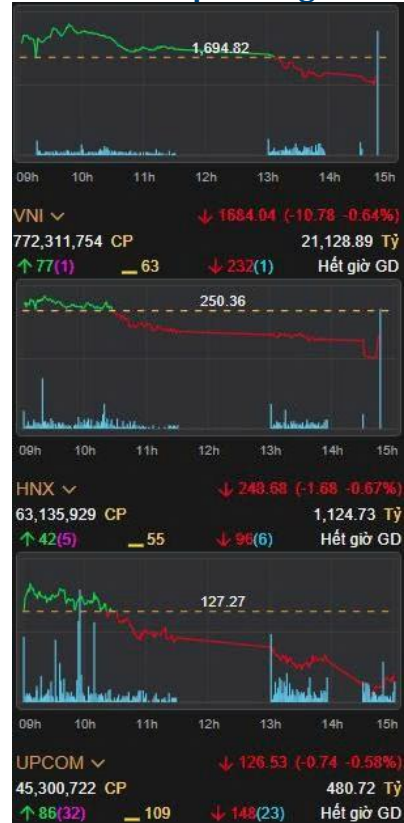 1,694.82
09h 10h 11h 12h 13h 14h 15h
VNI ↓ 1684.04 (-10.78 -0.64%)
772,311,754 CP 21,128.89 Tỷ
↑ 77(1) 63 ↓ 232(1) Hết giờ GD
250.36
09h 10h 11h 12h 13h 14h 15h
HNX ↓ 248.68 (-1.68 -0.67%)
63,135,929 CP 1,124.73 Tỷ
↑ 42(5) 55 ↓ 96(6) Hết giờ GD
127.27
09h 10h 11h 12h 13h 14h 15h
UPCOM ↓ 126.53 (-0.74 -0.58%)
45,300,722 CP 480.72 Tỷ
↑ 86(32) 109 ↓ 148(23) Hết giờ GD